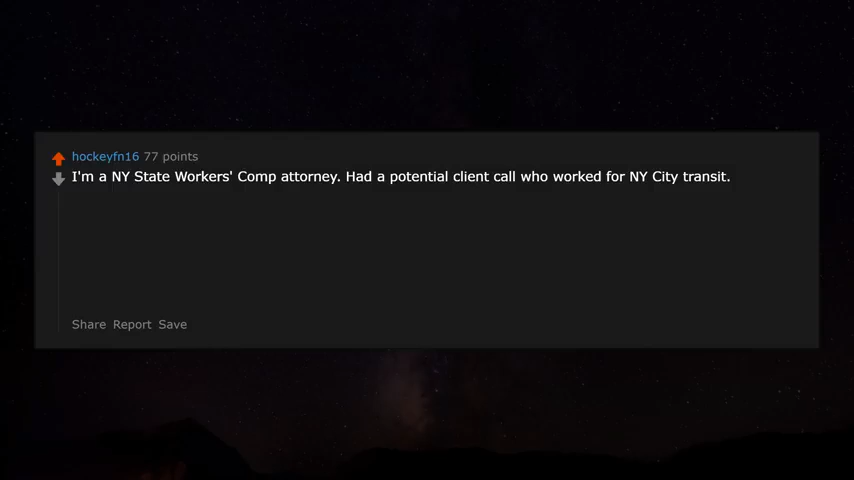 hockeyfn16 77 points
I'm a NY State Workers' Comp attorney. Had a potential client call who worked for NY City transit.
Share Report Save